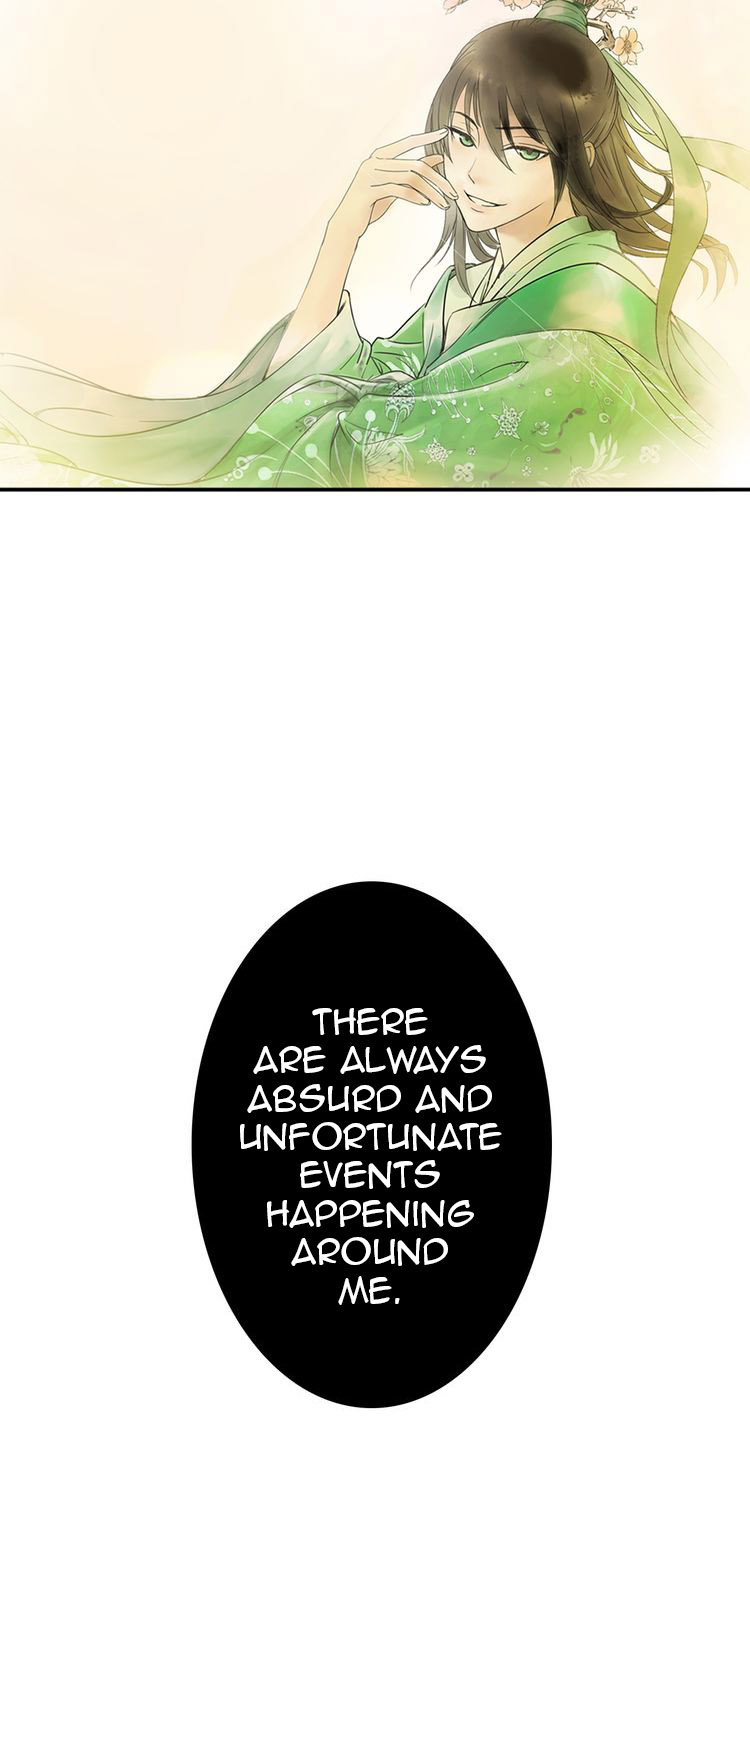 THERE
ARE ALWAYS
ABSURD AND
UNFORTUNATE
EVENTS
HAPPENING
AROUND
ME.